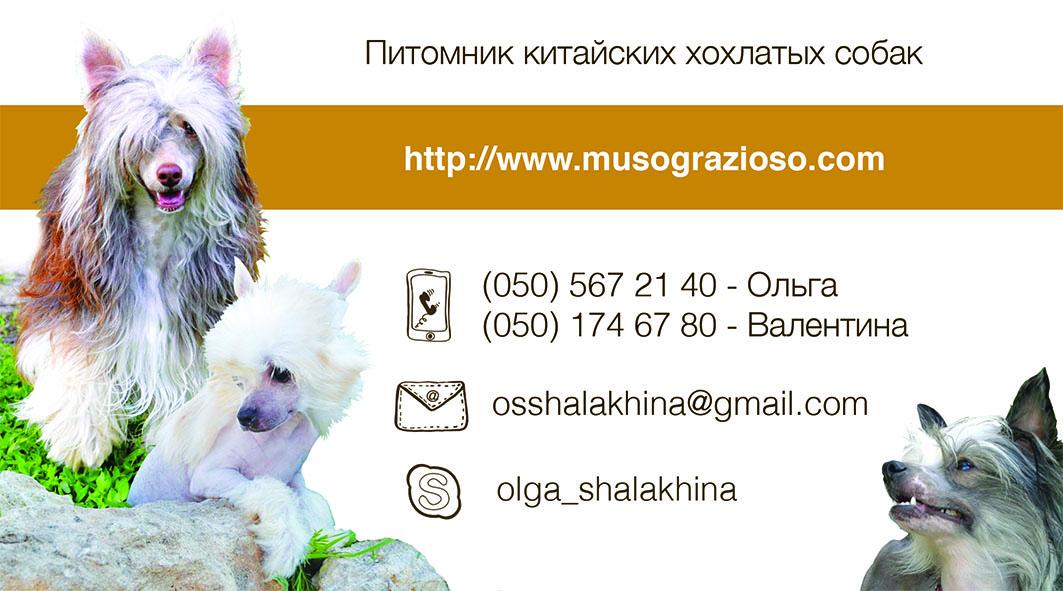 Питомник китайских хохлатых собак
http://www.musograzioso.com
(050) 567 21 40 - Ольга
(050) 174 67 80 - Валентина
@
osshalakhina@gmail.com
S
olga_shalakhina